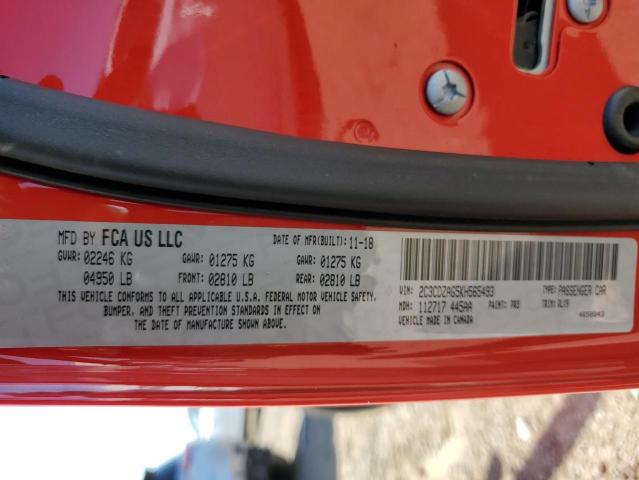 MFD BY FCA US LLC DATE OF MFR(BUILT): 11-18
GVWR: 02246 KG GAWR: 01275 KG GAWR: 01275 KG
04950 LB FRONT: 02810 LB REAR: 02810 LB
THIS VEHICLE CONFORMS TO ALL APPLICABLE U.S.A. FEDERAL MOTOR VEHICLE SAFETY,
BUMPER, AND THEFT PREVENTION STANDARDS IN EFFECT ON
THE DATE OF MANUFACTURE SHOWN ABOVE.
VIN: 2C3CDZAG5KH565493 TYPE: PASSENGER CAR
MDH: 112717 445AA PAINT: PR3 TRIM: RLX9
VEHICLE MADE IN CANADA